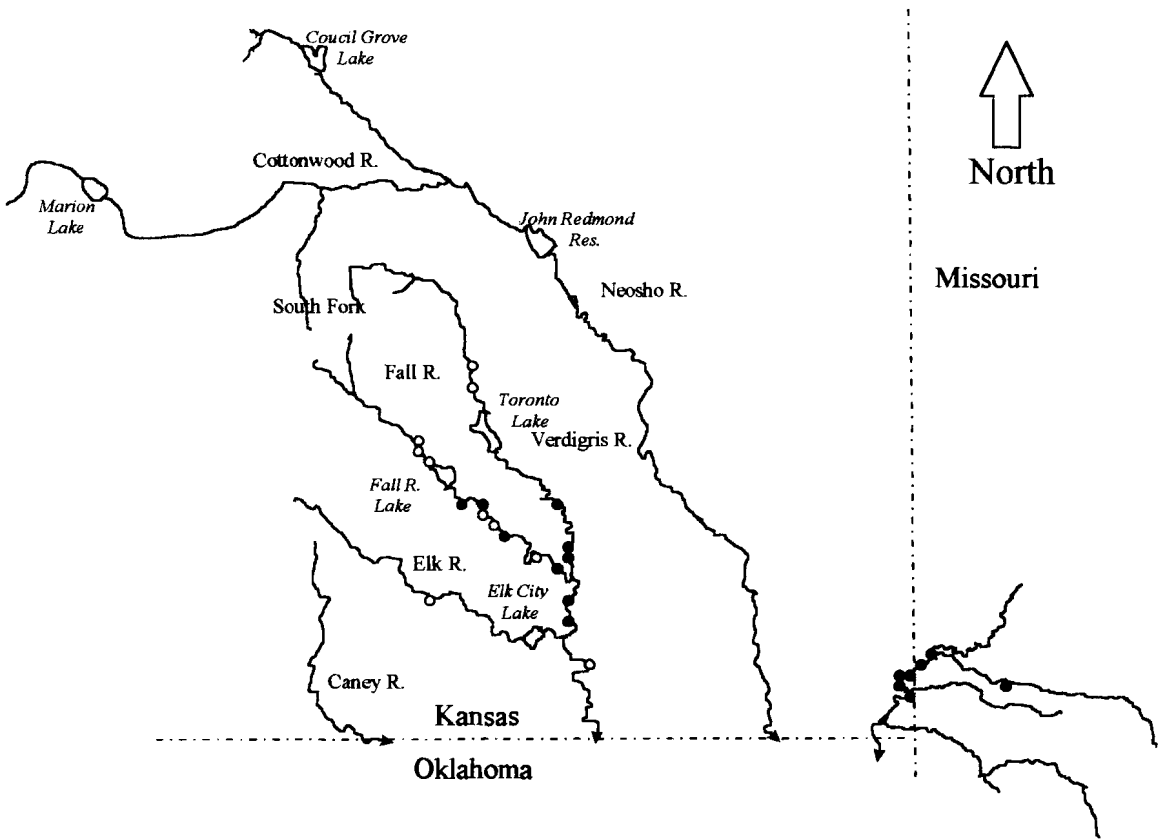 Coucil Grove
Lake
Cottonwood R.
North
Marion
Lake
John Redmond
Res.
Missouri
South Fork
Neosho R.
Fall R.
Toronto
Lake
Verdigris R.
Fall R.
Lake
Elk R.
Elk City
Lake
Caney R.
Kansas
Oklahoma